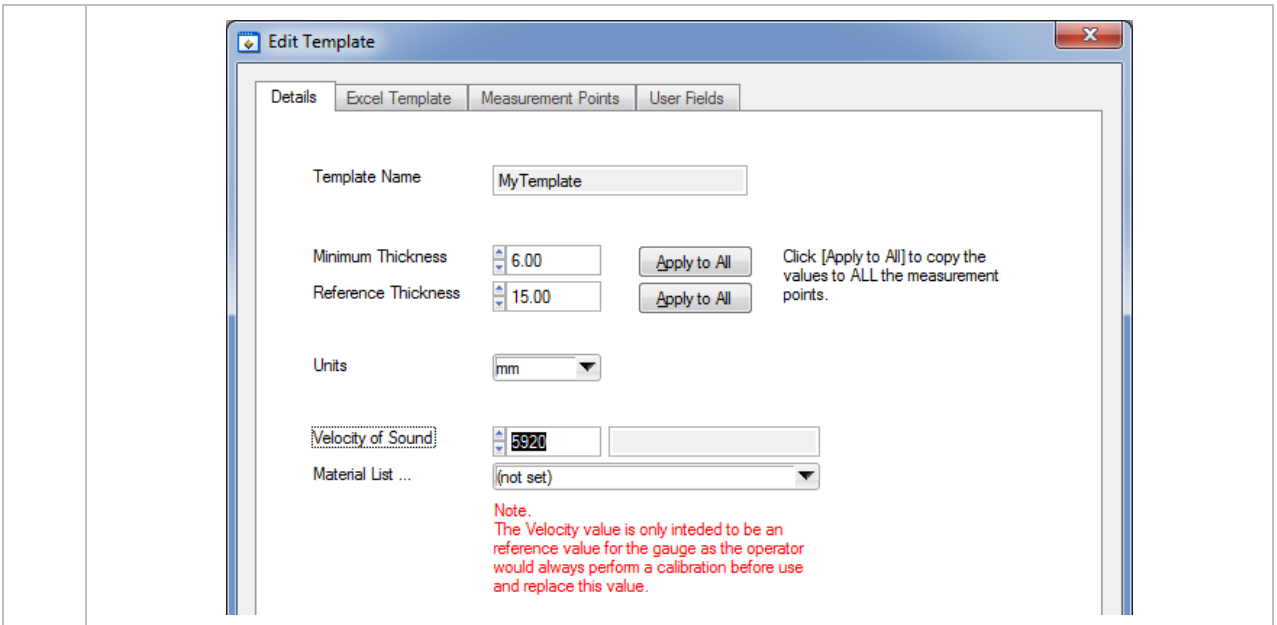 Edit Template
Details Excel Template Measurement Points User Fields
Template Name MyTemplate
Minimum Thickness 6.00 Apply to All Click [Apply to All] to copy the
values to ALL the measurement
Reference Thickness 15.00 Apply to All points.
Units mm
Velocity of Sound 5920
Material List ... (not set)
Note.
The Velocity value is only inteded to be an
reference value for the gauge as the operator
would always perform a calibration before use
and replace this value.